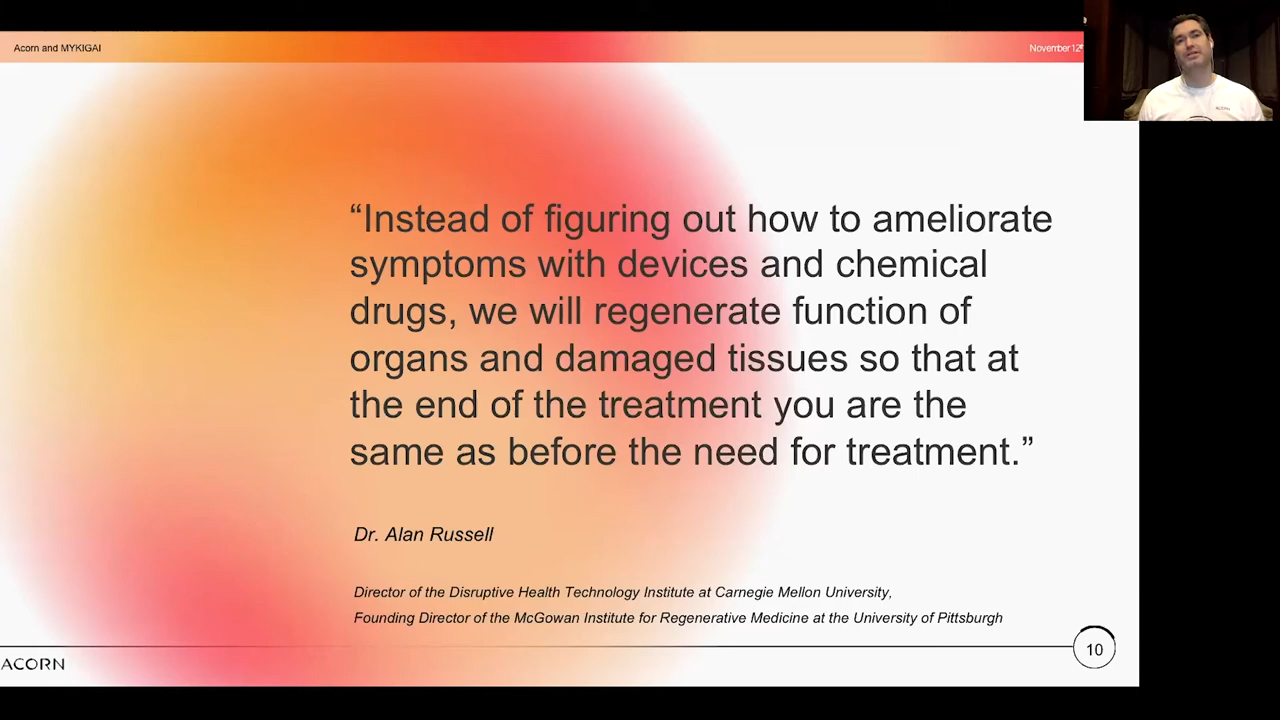 Acorn and MYKIGAI
November 12
“Instead of figuring out how to ameliorate
symptoms with devices and chemical
drugs, we will regenerate function of
organs and damaged tissues so that at
the end of the treatment you are the
same as before the need for treatment.”
Dr. Alan Russell
Director of the Disruptive Health Technology Institute at Carnegie Mellon University,
Founding Director of the McGowan Institute for Regenerative Medicine at the University of Pittsburgh
10
ACORN